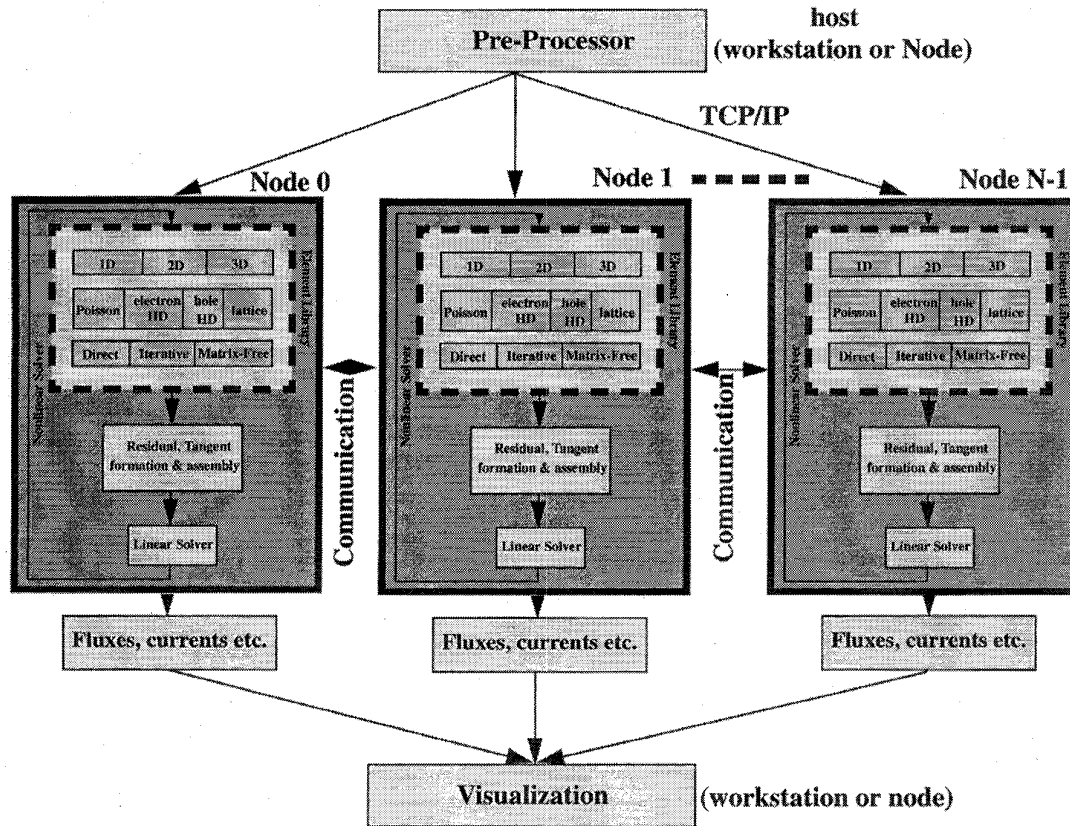 host
Pre-Processor
(workstation or Node)
TCP/IP
Node 0
Node 1
Node N-1
Nonlinear Solver
Element Library
1D 2D 3D
Poisson electron HD hole HD lattice
Direct Iterative Matrix-Free
Residual, Tangent
formation & assembly
Linear Solver
Communication
Nonlinear Solver
Element Library
1D 2D 3D
Poisson electron HD hole HD lattice
Direct Iterative Matrix-Free
Residual, Tangent
formation & assembly
Linear Solver
Communication
Nonlinear Solver
Element Library
1D 2D 3D
Poisson electron HD hole HD lattice
Direct Iterative Matrix-Free
Residual, Tangent
formation & assembly
Linear Solver
Fluxes, currents etc.
Fluxes, currents etc.
Fluxes, currents etc.
Visualization
(workstation or node)